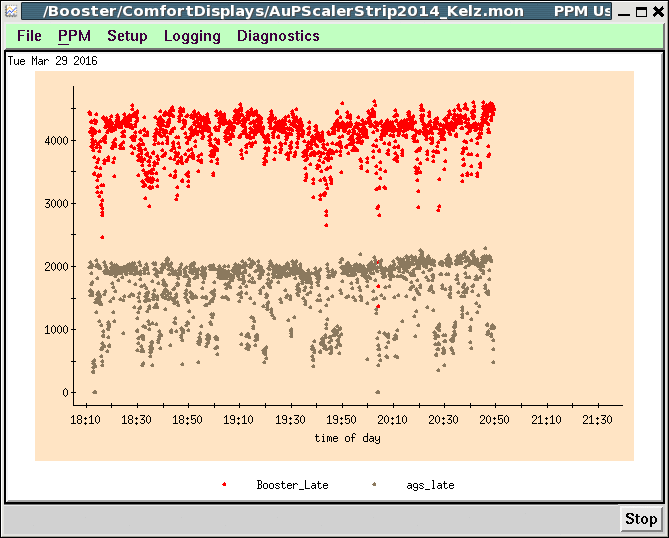 /Booster/ComfortDisplays/AuPScalerStrip2014_Kelz.mon PPM Us
File PPM Setup Logging Diagnostics
Tue Mar 29 2016
4000
3000
2000
1000
0
18:10 18:30 18:50 19:10 19:30 19:50 20:10 20:30 20:50 21:10 21:30
time of day
Booster_Late ags_late
Stop